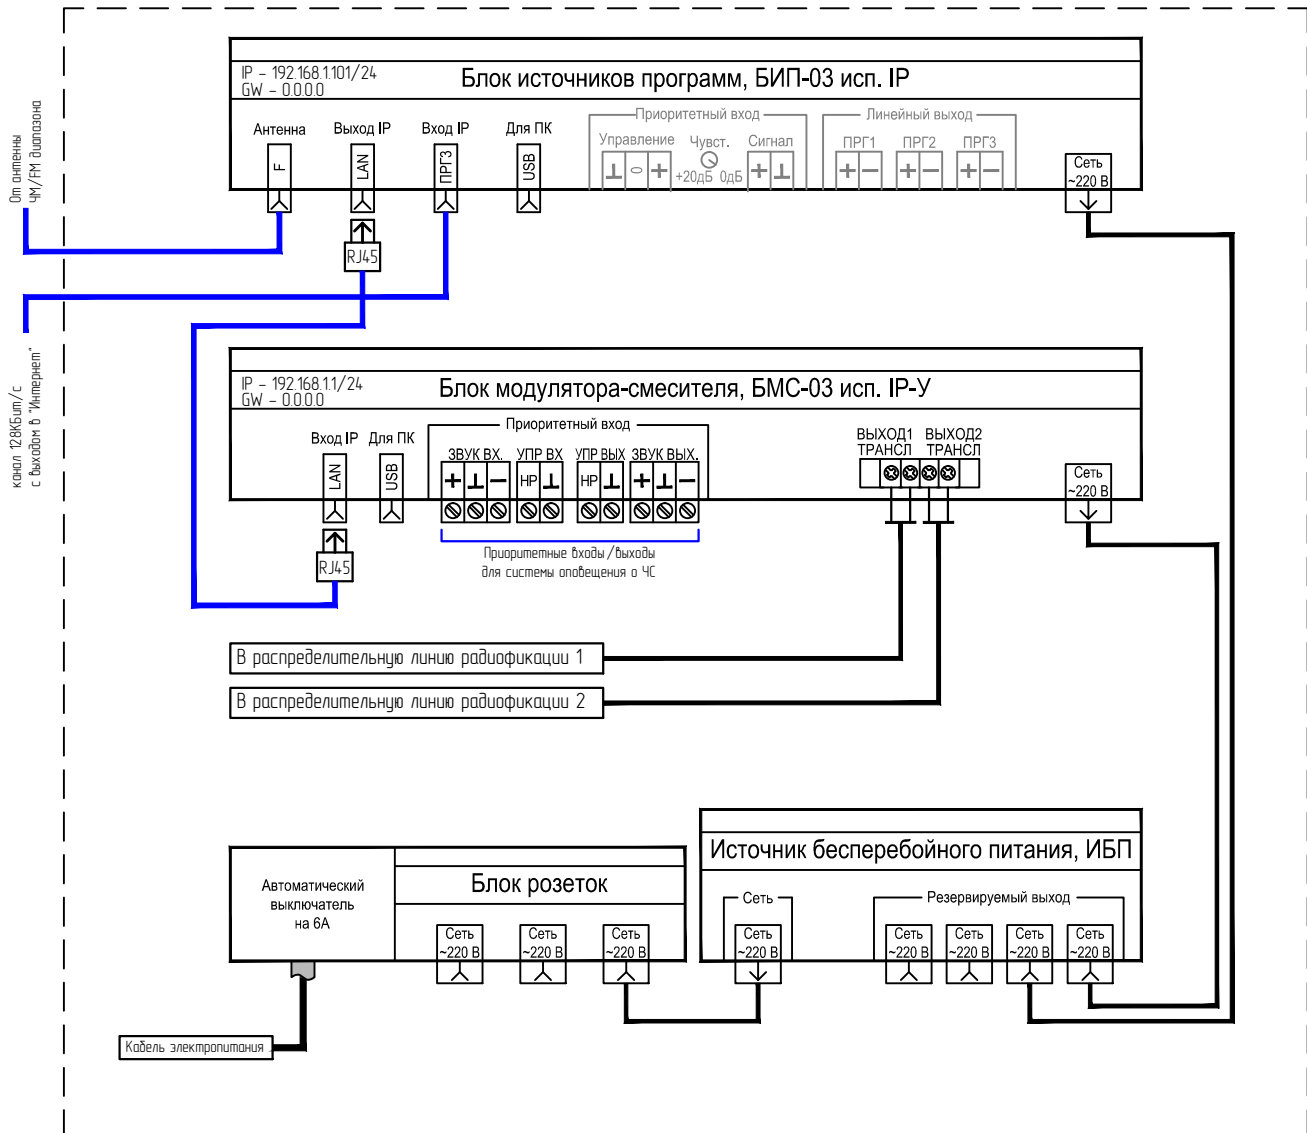 От антенны
ЧМ/FM диапазона
канал 128КБит/с
с выходом в "Интернет"
IP – 192.168.1.101/24
GW – 0.0.0.0
Блок источников программ, БИП-03 исп. IP
Антенна
Выход IP
Вход IP
Для ПК
F
LAN
ПРГ3
USB
RJ45
Приоритетный вход
Управление
Чувст.
Сигнал
⊥ 0 +
+20дБ 0дБ
+ ⊥
Линейный выход
ПРГ1 ПРГ2 ПРГ3
+ − + − + −
Сеть
~220 В
IP – 192.168.1.1/24
GW – 0.0.0.0
Блок модулятора-смесителя, БМС-03 исп. IP-У
Вход IP
Для ПК
LAN
USB
RJ45
Приоритетный вход
ЗВУК ВХ. УПР ВХ УПР ВЫХ ЗВУК ВЫХ.
+ ⊥ − НР ⊥ НР ⊥ + ⊥ −
Приоритетные входы/выходы
для системы оповещения о ЧС
ВЫХОД1 ВЫХОД2
ТРАНСЛ ТРАНСЛ
Сеть
~220 В
В распределительную линию радиофикации 1
В распределительную линию радиофикации 2
Автоматический
выключатель
на 6А
Блок розеток
Сеть
~220 В
Сеть
~220 В
Сеть
~220 В
Кабель электропитания
Источник бесперебойного питания, ИБП
Сеть
Сеть
~220 В
Резервируемый выход
Сеть
~220 В
Сеть
~220 В
Сеть
~220 В
Сеть
~220 В